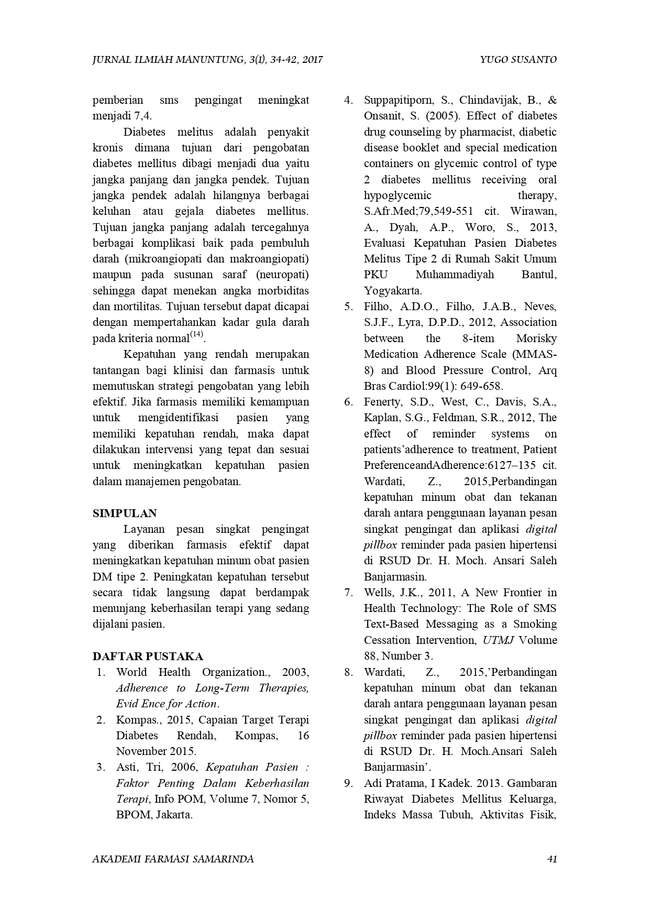 JURNAL ILMIAH MANUNTUNG, 3(1), 34-42, 2017 YUGO SUSANTO
pemberian sms pengingat meningkat
menjadi 7,4.
Diabetes melitus adalah penyakit
kronis dimana tujuan dari pengobatan
diabetes mellitus dibagi menjadi dua yaitu
jangka panjang dan jangka pendek. Tujuan
jangka pendek adalah hilangnya berbagai
keluhan atau gejala diabetes mellitus.
Tujuan jangka panjang adalah tercegahnya
berbagai komplikasi baik pada pembuluh
darah (mikroangiopati dan makroangiopati)
maupun pada susunan saraf (neuropati)
sehingga dapat menekan angka morbiditas
dan mortilitas. Tujuan tersebut dapat dicapai
dengan mempertahankan kadar gula darah
pada kriteria normal(14).
Kepatuhan yang rendah merupakan
tantangan bagi klinisi dan farmasis untuk
memutuskan strategi pengobatan yang lebih
efektif. Jika farmasis memiliki kemampuan
untuk mengidentifikasi pasien yang
memiliki kepatuhan rendah, maka dapat
dilakukan intervensi yang tepat dan sesuai
untuk meningkatkan kepatuhan pasien
dalam manajemen pengobatan.
SIMPULAN
Layanan pesan singkat pengingat
yang diberikan farmasis efektif dapat
meningkatkan kepatuhan minum obat pasien
DM tipe 2. Peningkatan kepatuhan tersebut
secara tidak langsung dapat berdampak
menunjang keberhasilan terapi yang sedang
dijalani pasien.
DAFTAR PUSTAKA
1. World Health Organization., 2003,
Adherence to Long-Term Therapies,
Evid Ence for Action.
2. Kompas., 2015, Capaian Target Terapi
Diabetes Rendah, Kompas, 16
November 2015.
3. Asti, Tri, 2006, Kepatuhan Pasien :
Faktor Penting Dalam Keberhasilan
Terapi, Info POM, Volume 7, Nomor 5,
BPOM, Jakarta.
4. Suppapitiporn, S., Chindavijak, B., &
Onsanit, S. (2005). Effect of diabetes
drug counseling by pharmacist, diabetic
disease booklet and special medication
containers on glycemic control of type
2 diabetes mellitus receiving oral
hypoglycemic therapy,
S.Afr.Med;79,549-551 cit. Wirawan,
A., Dyah, A.P., Woro, S., 2013,
Evaluasi Kepatuhan Pasien Diabetes
Melitus Tipe 2 di Rumah Sakit Umum
PKU Muhammadiyah Bantul,
Yogyakarta.
5. Filho, A.D.O., Filho, J.A.B., Neves,
S.J.F., Lyra, D.P.D., 2012, Association
between the 8-item Morisky
Medication Adherence Scale (MMAS-
8) and Blood Pressure Control, Arq
Bras Cardiol:99(1): 649-658.
6. Fenerty, S.D., West, C., Davis, S.A.,
Kaplan, S.G., Feldman, S.R., 2012, The
effect of reminder systems on
patients'adherence to treatment, Patient
PreferenceandAdherence:6127–135 cit.
Wardati, Z., 2015,Perbandingan
kepatuhan minum obat dan tekanan
darah antara penggunaan layanan pesan
singkat pengingat dan aplikasi digital
pillbox reminder pada pasien hipertensi
di RSUD Dr. H. Moch. Ansari Saleh
Banjarmasin.
7. Wells, J.K., 2011, A New Frontier in
Health Technology: The Role of SMS
Text-Based Messaging as a Smoking
Cessation Intervention, UTMJ Volume
88, Number 3.
8. Wardati, Z., 2015,'Perbandingan
kepatuhan minum obat dan tekanan
darah antara penggunaan layanan pesan
singkat pengingat dan aplikasi digital
pillbox reminder pada pasien hipertensi
di RSUD Dr. H. Moch.Ansari Saleh
Banjarmasin'.
9. Adi Pratama, I Kadek. 2013. Gambaran
Riwayat Diabetes Mellitus Keluarga,
Indeks Massa Tubuh, Aktivitas Fisik,
AKADEMI FARMASI SAMARINDA 41